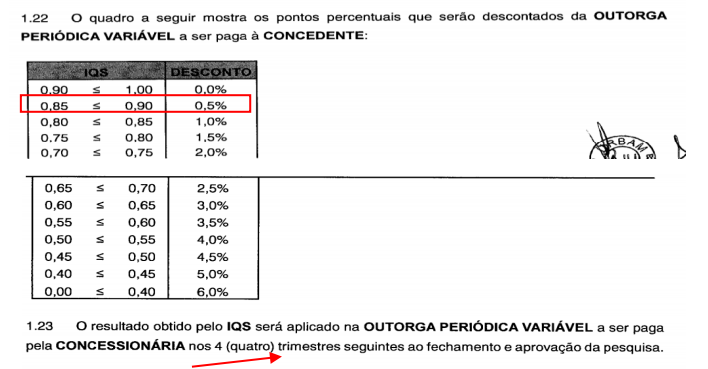 1.22 O quadro a seguir mostra os pontos percentuais que serão descontados da OUTORGA
PERIÓDICA VARIÁVEL a ser paga à CONCEDENTE:
IQS DESCONTO
0,90 ≤ 1,00 0,0%
0,85 ≤ 0,90 0,5%
0,80 ≤ 0,85 1,0%
0,75 ≤ 0,80 1,5%
0,70 ≤ 0,75 2,0%
0,65 ≤ 0,70 2,5%
0,60 ≤ 0,65 3,0%
0,55 ≤ 0,60 3,5%
0,50 ≤ 0,55 4,0%
0,45 ≤ 0,50 4,5%
0,40 ≤ 0,45 5,0%
0,00 ≤ 0,40 6,0%
1.23 O resultado obtido pelo IQS será aplicado na OUTORGA PERIÓDICA VARIÁVEL a ser paga
pela CONCESSIONÁRIA nos 4 (quatro) trimestres seguintes ao fechamento e aprovação da pesquisa.